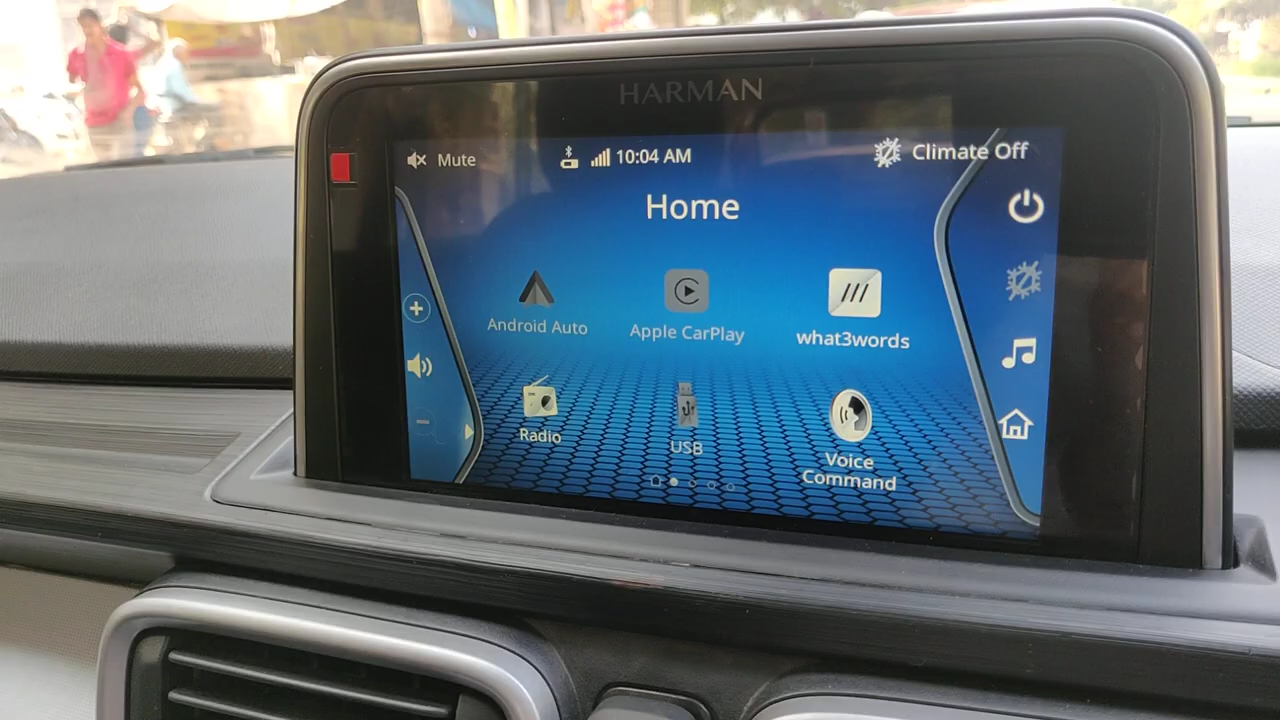 HARMAN
Mute
10:04 AM
Climate Off
Home
Android Auto
Apple CarPlay
what3words
Radio
USB
Voice
Command